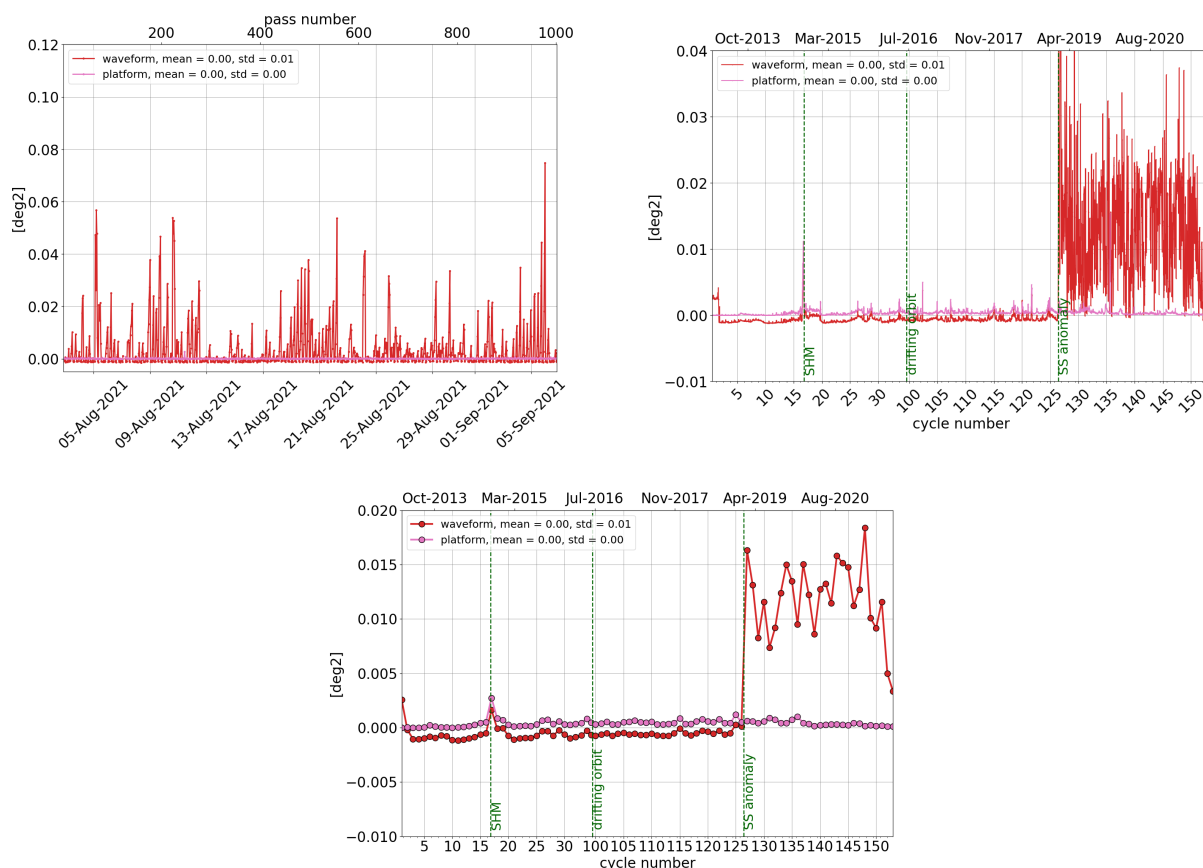 pass number
200 400 600 800 1000
0.12
0.10
0.08
0.06
0.04
0.02
0.00
[deg2]
waveform, mean = 0.00, std = 0.01
platform, mean = 0.00, std = 0.00
05-Aug-2021 09-Aug-2021 13-Aug-2021 17-Aug-2021 21-Aug-2021 25-Aug-2021 29-Aug-2021 01-Sep-2021 05-Sep-2021
Oct-2013 Mar-2015 Jul-2016 Nov-2017 Apr-2019 Aug-2020
0.04
0.03
0.02
0.01
0.00
−0.01
[deg2]
waveform, mean = 0.00, std = 0.01
platform, mean = 0.00, std = 0.00
SHM
drifting orbit
SS anomaly
5 10 15 20 25 30 100 105 110 115 120 125 130 135 140 145 150
cycle number
Oct-2013 Mar-2015 Jul-2016 Nov-2017 Apr-2019 Aug-2020
0.020
0.015
0.010
0.005
0.000
−0.005
−0.010
[deg2]
waveform, mean = 0.00, std = 0.01
platform, mean = 0.00, std = 0.00
SHM
drifting orbit
SS anomaly
5 10 15 20 25 30 100 105 110 115 120 125 130 135 140 145 150
cycle number